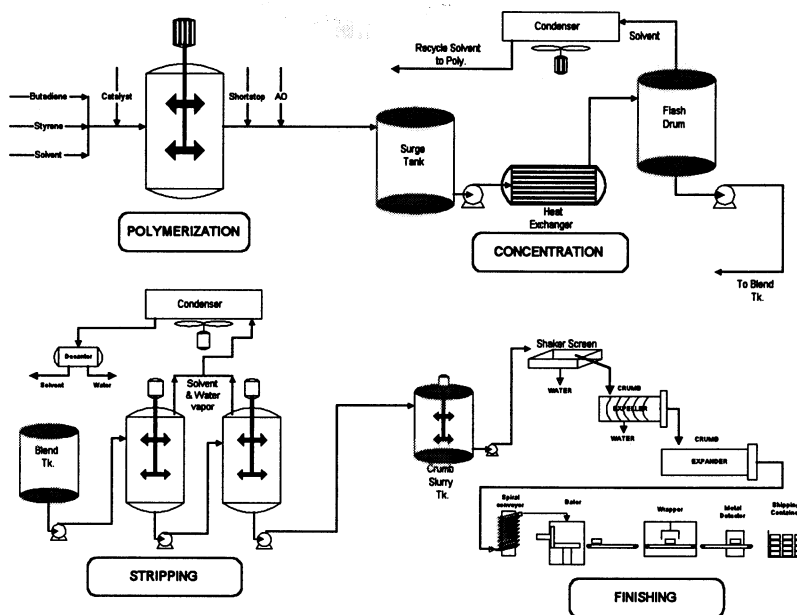 Condenser
Recycle Solvent
to Poly.
Solvent
Butadiene
Catalyst
Shortstop
AO
Styrene
Solvent
Surge
Tank
Flash
Drum
Heat
Exchanger
POLYMERIZATION
CONCENTRATION
To Blend
Tk.
Condenser
Decanter
Solvent
Water
Solvent
& Water
vapor
Blend
Tk.
STRIPPING
Shaker Screen
WATER
CRUMB
EXPELLER
WATER
CRUMB
EXPANDER
Crumb
Slurry
Tk.
Spiral
conveyor
Baler
Wrapper
Metal
Detector
Shipping
Container
FINISHING